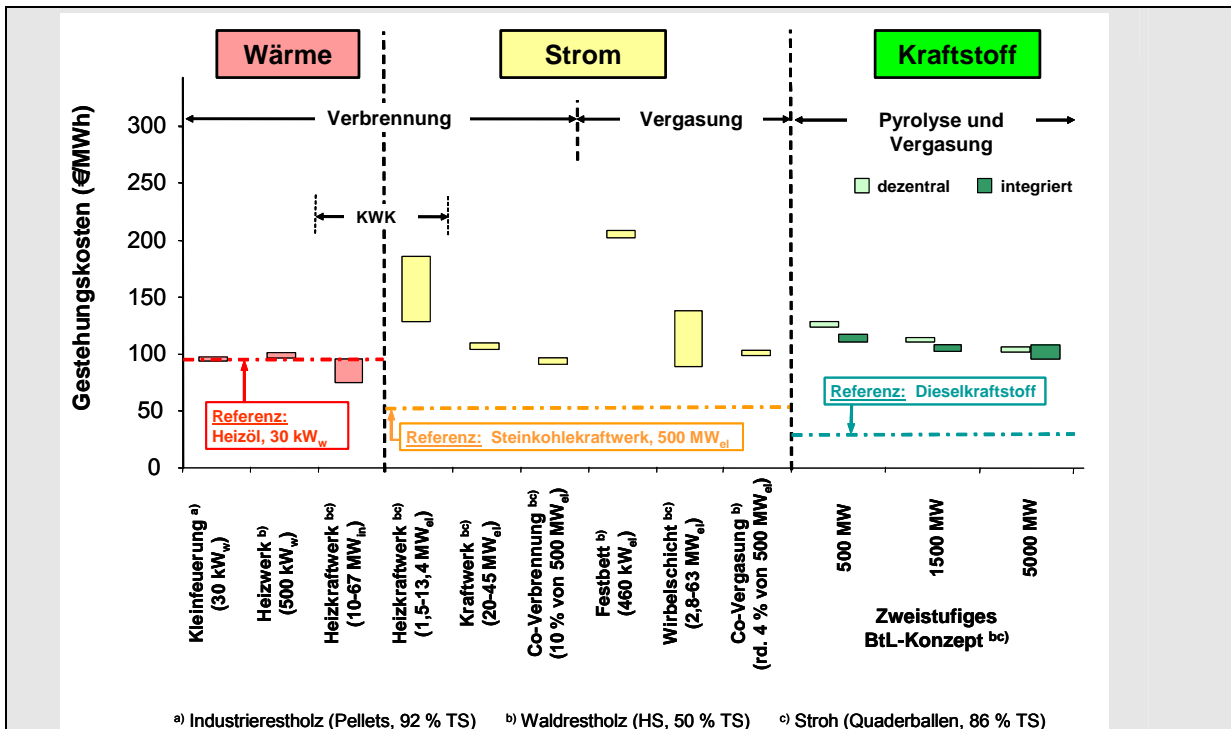 Wärme
Strom
Kraftstoff
Gestehungskosten (€/MWh)
300
250
200
150
100
50
0
Verbrennung
Vergasung
Pyrolyse und
Vergasung
dezentral
integriert
KWK
Referenz:
Heizöl, 30 kWw
Referenz: Steinkohlekraftwerk, 500 MWel
Referenz: Dieselkraftstoff
Kleinfeuerung a)
(30 kWw)
Heizwerk b)
(500 kWw)
Heizkraftwerk bc)
(10-67 MWin)
Heizkraftwerk bc)
(1,5-13,4 MWel)
Kraftwerk bc)
(20-45 MWel)
Co-Verbrennung bc)
(10 % von 500 MWel)
Festbett b)
(460 kWel)
Wirbelschicht bc)
(2,8-63 MWel)
Co-Vergasung b)
(rd. 4 % von 500 MWel)
500 MW
1500 MW
5000 MW
Zweistufiges
BtL-Konzept bc)
a) Industrierestholz (Pellets, 92 % TS) b) Waldrestholz (HS, 50 % TS) c) Stroh (Quaderballen, 86 % TS)